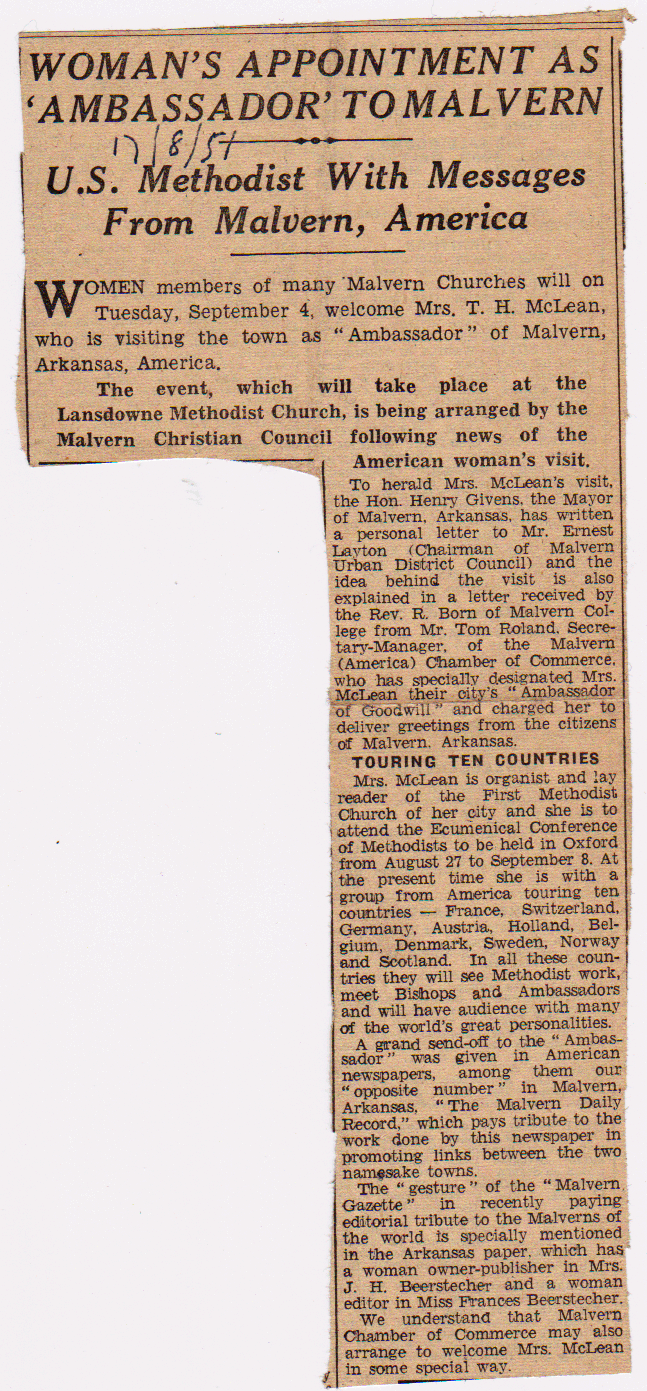 WOMAN'S APPOINTMENT AS
'AMBASSADOR' TO MALVERN
17/8/51
U.S. Methodist With Messages
From Malvern, America
WOMEN members of many Malvern Churches will on
Tuesday, September 4, welcome Mrs. T. H. McLean,
who is visiting the town as "Ambassador" of Malvern,
Arkansas, America.
The event, which will take place at the
Lansdowne Methodist Church, is being arranged by the
Malvern Christian Council following news of the
American woman's visit.
To herald Mrs. McLean's visit,
the Hon. Henry Givens, the Mayor
of Malvern, Arkansas, has written
a personal letter to Mr. Ernest
Layton (Chairman of Malvern
Urban District Council) and the
idea behind the visit is also
explained in a letter received by
the Rev. R. Born of Malvern Col-
lege from Mr. Tom Roland, Secre-
tary-Manager, of the Malvern
(America) Chamber of Commerce,
who has specially designated Mrs.
McLean their city's "Ambassador
of Goodwill" and charged her to
deliver greetings from the citizens
of Malvern, Arkansas.
TOURING TEN COUNTRIES
Mrs. McLean is organist and lay
reader of the First Methodist
Church of her city and she is to
attend the Ecumenical Conference
of Methodists to be held in Oxford
from August 27 to September 8. At
the present time she is with a
group from America touring ten
countries — France, Switzerland,
Germany, Austria, Holland, Bel-
gium, Denmark, Sweden, Norway
and Scotland. In all these coun-
tries they will see Methodist work,
meet Bishops and Ambassadors
and will have audience with many
of the world's great personalities.
A grand send-off to the "Ambas-
sador" was given in American
newspapers, among them our
"opposite number" in Malvern,
Arkansas, "The Malvern Daily
Record," which pays tribute to the
work done by this newspaper in
promoting links between the two
namesake towns.
The "gesture" of the "Malvern
Gazette" in recently paying
editorial tribute to the Malverns of
the world is specially mentioned
in the Arkansas paper, which has
a woman owner-publisher in Mrs.
J. H. Beerstecher and a woman
editor in Miss Frances Beerstecher.
We understand that Malvern
Chamber of Commerce may also
arrange to welcome Mrs. McLean
in some special way.